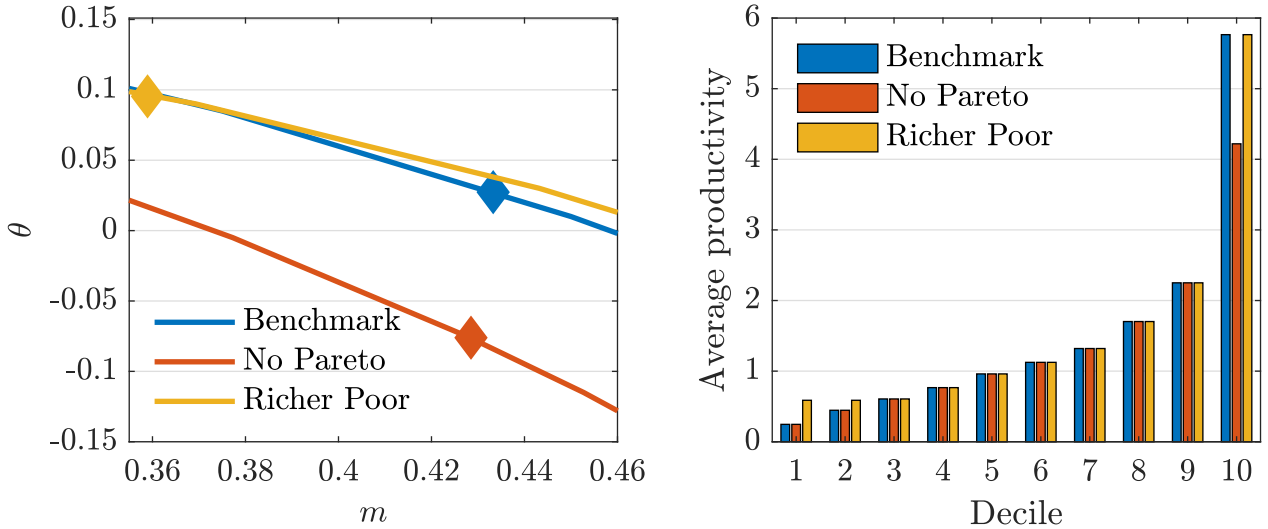 0.15
0.1
0.05
0
-0.05
-0.1
-0.15
θ
Benchmark
No Pareto
Richer Poor
0.36 0.38 0.4 0.42 0.44 0.46
m
6
5
4
3
2
1
0
Average productivity
Benchmark
No Pareto
Richer Poor
1 2 3 4 5 6 7 8 9 10
Decile